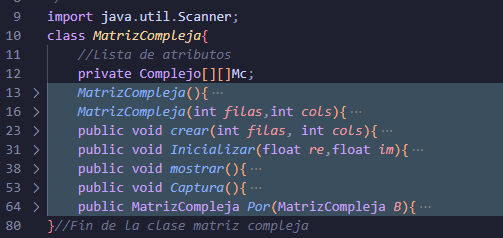 9 import java.util.Scanner;
10 class MatrizCompleja{
11 //Lista de atributos
12 private Complejo[][]Mc;
13 > MatrizCompleja(){ ···
16 > MatrizCompleja(int filas,int cols){ ···
23 > public void crear(int filas, int cols){ ···
31 > public void Inicializar(float re,float im){ ···
38 > public void mostrar(){ ···
53 > public void Captura(){ ···
64 > public MatrizCompleja Por(MatrizCompleja B){ ···
80 }//Fin de la clase matriz compleja